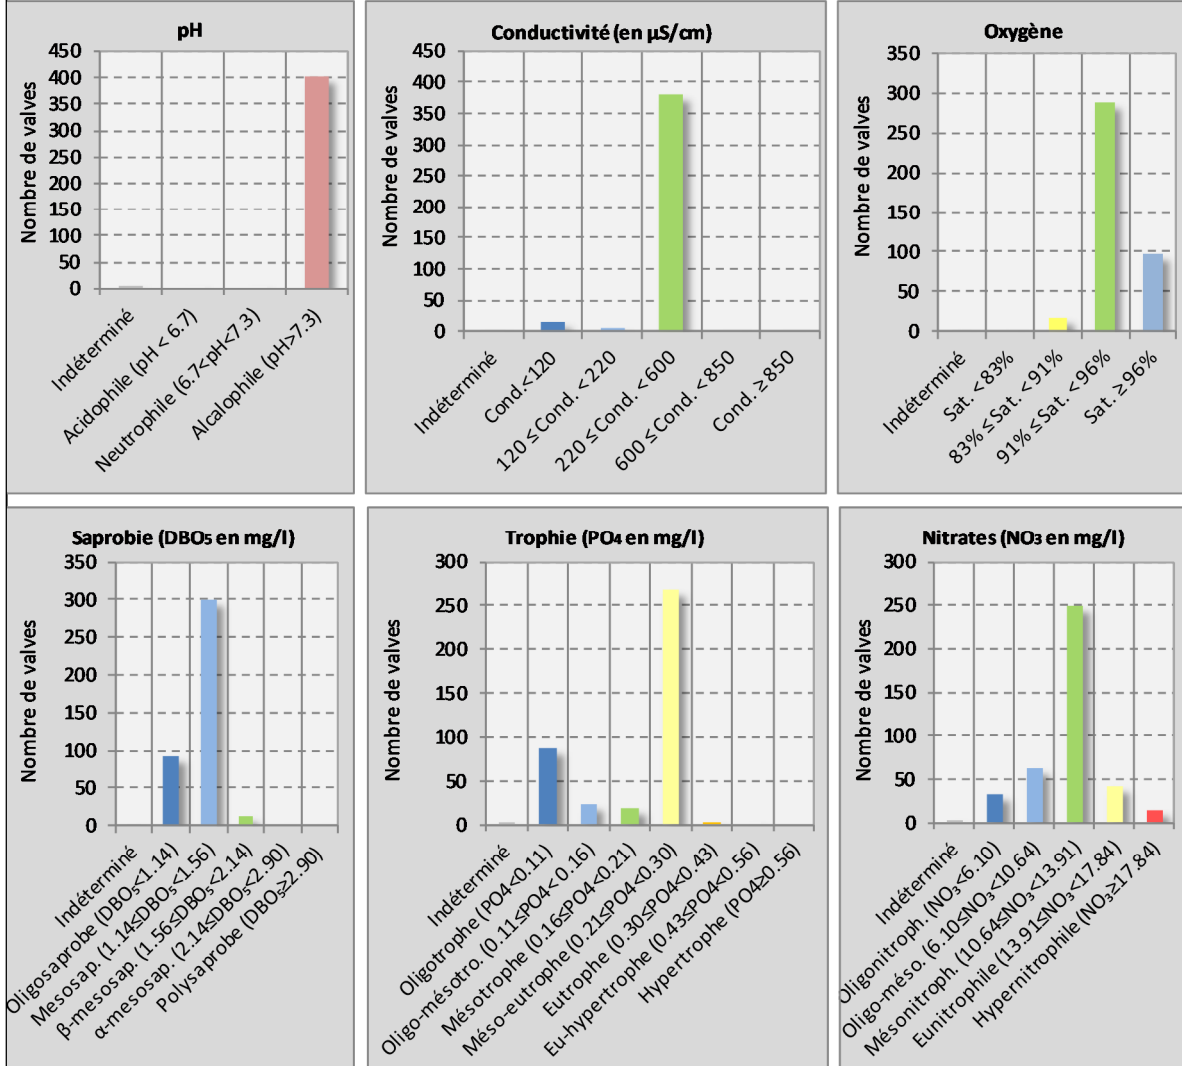 pH
Nombre de valves
450
400
350
300
250
200
150
100
50
0
Indéterminé
Acidophile (pH < 6.7)
Neutrophile (6.7<pH<7.3)
Alcalophile (pH>7.3)
Conductivité (en µS/cm)
Nombre de valves
450
400
350
300
250
200
150
100
50
0
Indéterminé
Cond.<120
120 ≤ Cond. < 220
220 ≤ Cond. < 600
600 ≤ Cond. < 850
Cond. ≥ 850
Oxygène
Nombre de valves
350
300
250
200
150
100
50
0
Indéterminé
Sat. < 83%
83% ≤ Sat. < 91%
91% ≤ Sat. < 96%
Sat. ≥ 96%
Saprobie (DBO₅ en mg/l)
Nombre de valves
350
300
250
200
150
100
50
0
Indéterminé
Oligosaprobe (DBO₅<1.14)
Mesosap. (1.14≤DBO₅<1.56)
β-mesosap. (1.56≤DBO₅<2.14)
α-mesosap. (2.14≤DBO₅<2.90)
Polysaprobe (DBO₅≥2.90)
Trophie (PO₄ en mg/l)
Nombre de valves
300
250
200
150
100
50
0
Indéterminé
Oligotrophe (PO4<0.11)
Oligo-mésotro. (0.11≤PO4< 0.16)
Mésotrophe (0.16≤PO4<0.21)
Méso-eutrophe (0.21≤PO4<0.30)
Eutrophe (0.30≤PO4<0.43)
Eu-hypertrophe (0.43≤PO4<0.56)
Hypertrophe (PO4≥0.56)
Nitrates (NO₃ en mg/l)
Nombre de valves
300
250
200
150
100
50
0
Indéterminé
Oligonitroph. (NO₃<6.10)
Oligo-méso. (6.10≤NO₃<10.64)
Mésonitroph. (10.64≤NO₃<13.91)
Eunitrophile (13.91≤NO₃<17.84)
Hypernitrophile (NO₃≥17.84)